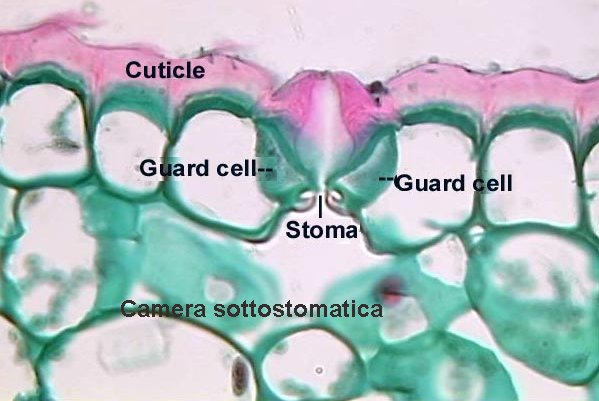 Cuticle
Guard cell--
--Guard cell
Stoma
Camera sottostomatica